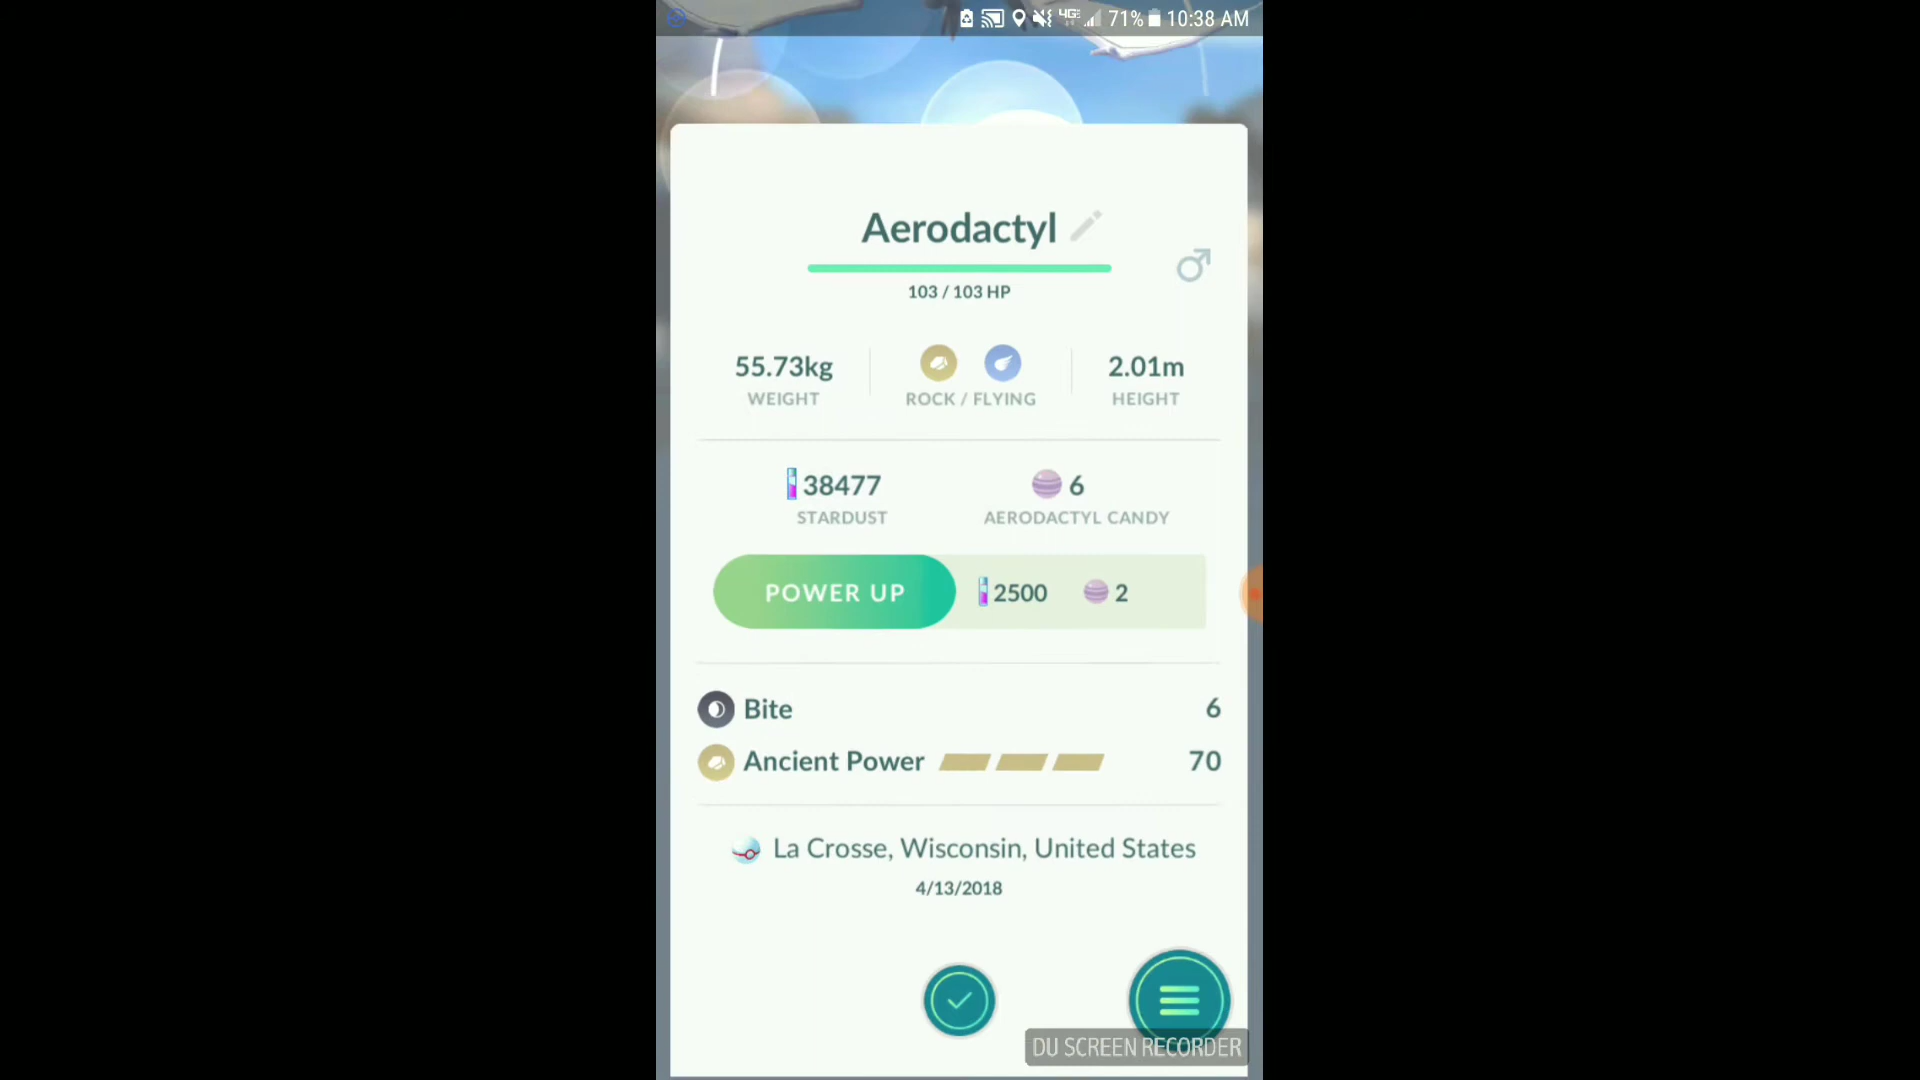 4G 71% 10:38 AM
Aerodactyl
103 / 103 HP
55.73kg
WEIGHT
ROCK / FLYING
2.01m
HEIGHT
38477
STARDUST
6
AERODACTYL CANDY
POWER UP 2500 2
Bite 6
Ancient Power 70
La Crosse, Wisconsin, United States
4/13/2018
DU SCREEN RECORDER